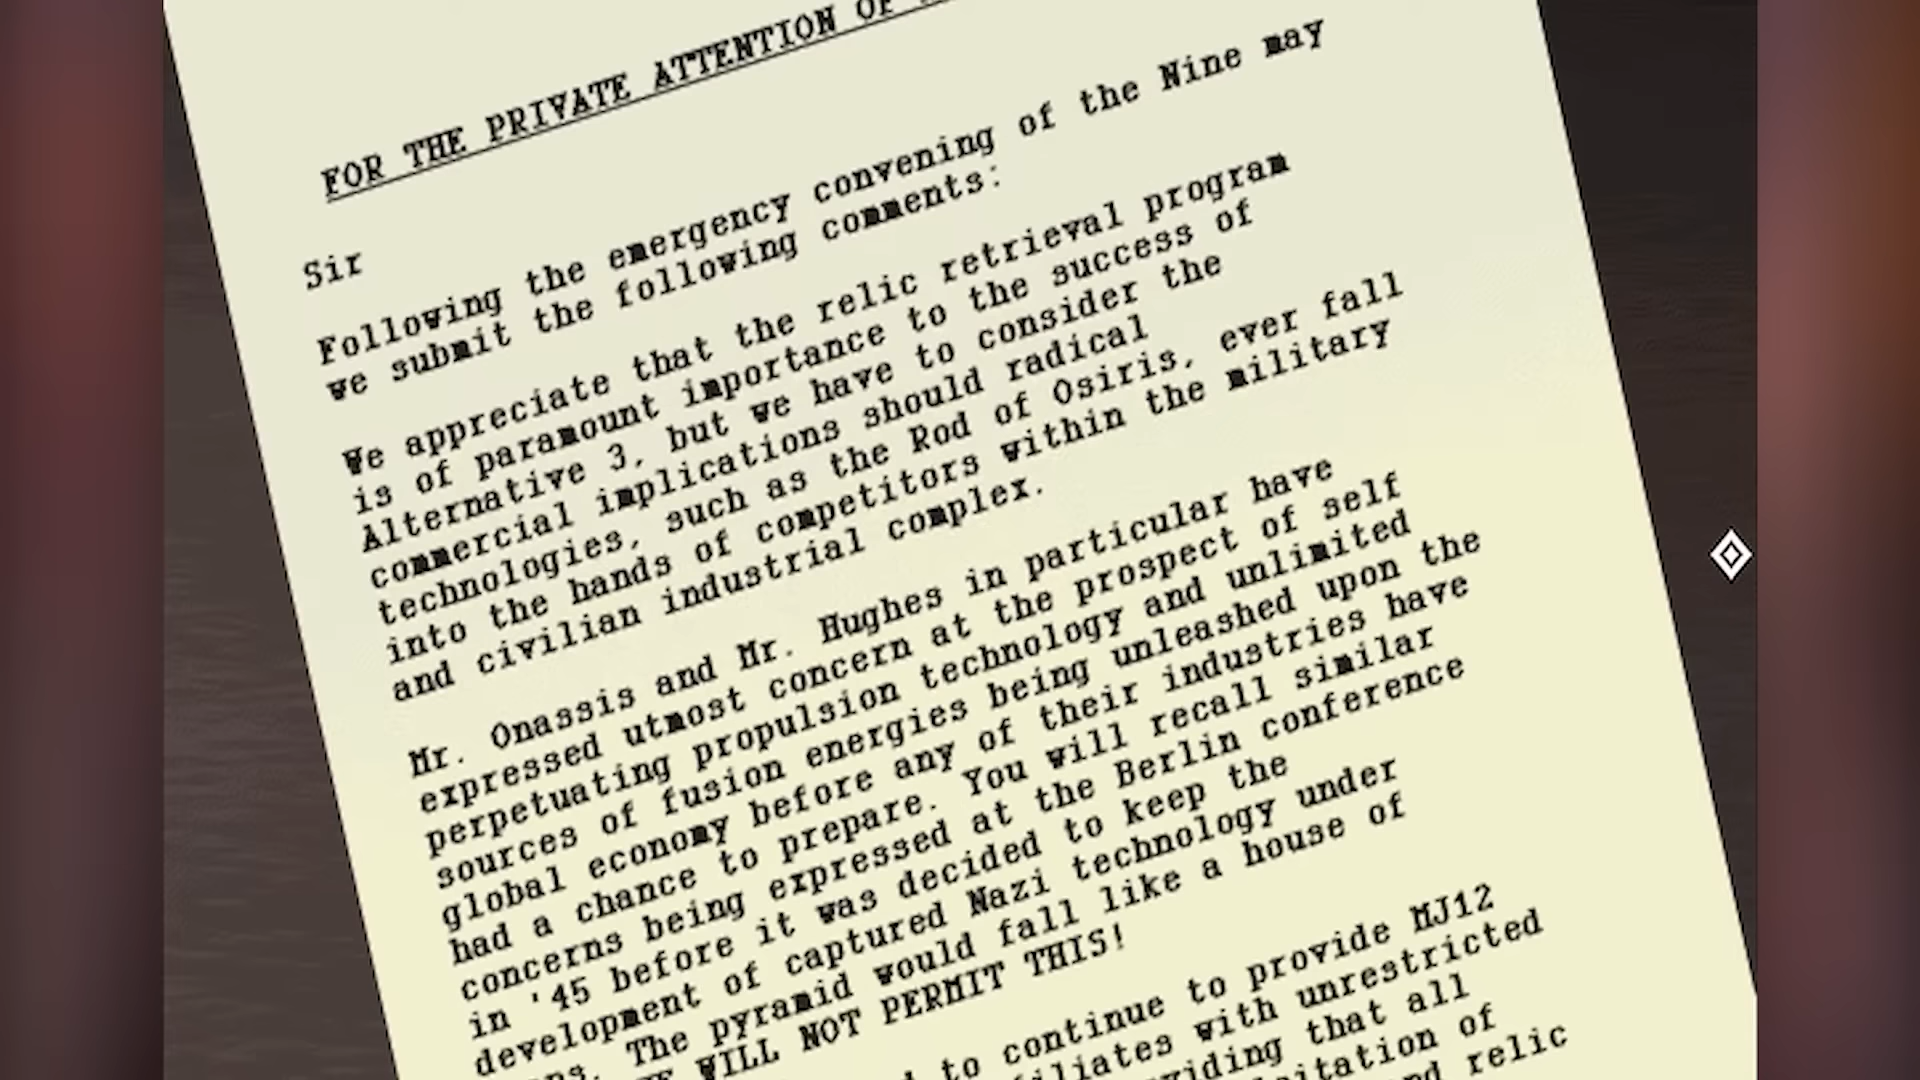 FOR THE PRIVATE ATTENTION OF
Sir
Following the emergency convening of the Nine may
we submit the following comments:
We appreciate that the relic retrieval program
is of paramount importance to the success of
Alternative 3, but we have to consider the
commercial implications should radical
technologies, such as the Rod of Osiris, ever fall
into the hands of competitors within the military
and civilian industrial complex.
Mr. Onassis and Mr. Hughes in particular have
expressed utmost concern at the prospect of self
perpetuating propulsion technology and unlimited
sources of fusion energies being unleashed upon the
global economy before any of their industries have
had a chance to prepare. You will recall similar
concerns being expressed at the Berlin conference
in '45 before it was decided to keep the
development of captured Nazi technology under
The pyramid would fall like a house of
WILL NOT PERMIT THIS!
to continue to provide MJ12
with unrestricted
that all
of
relic